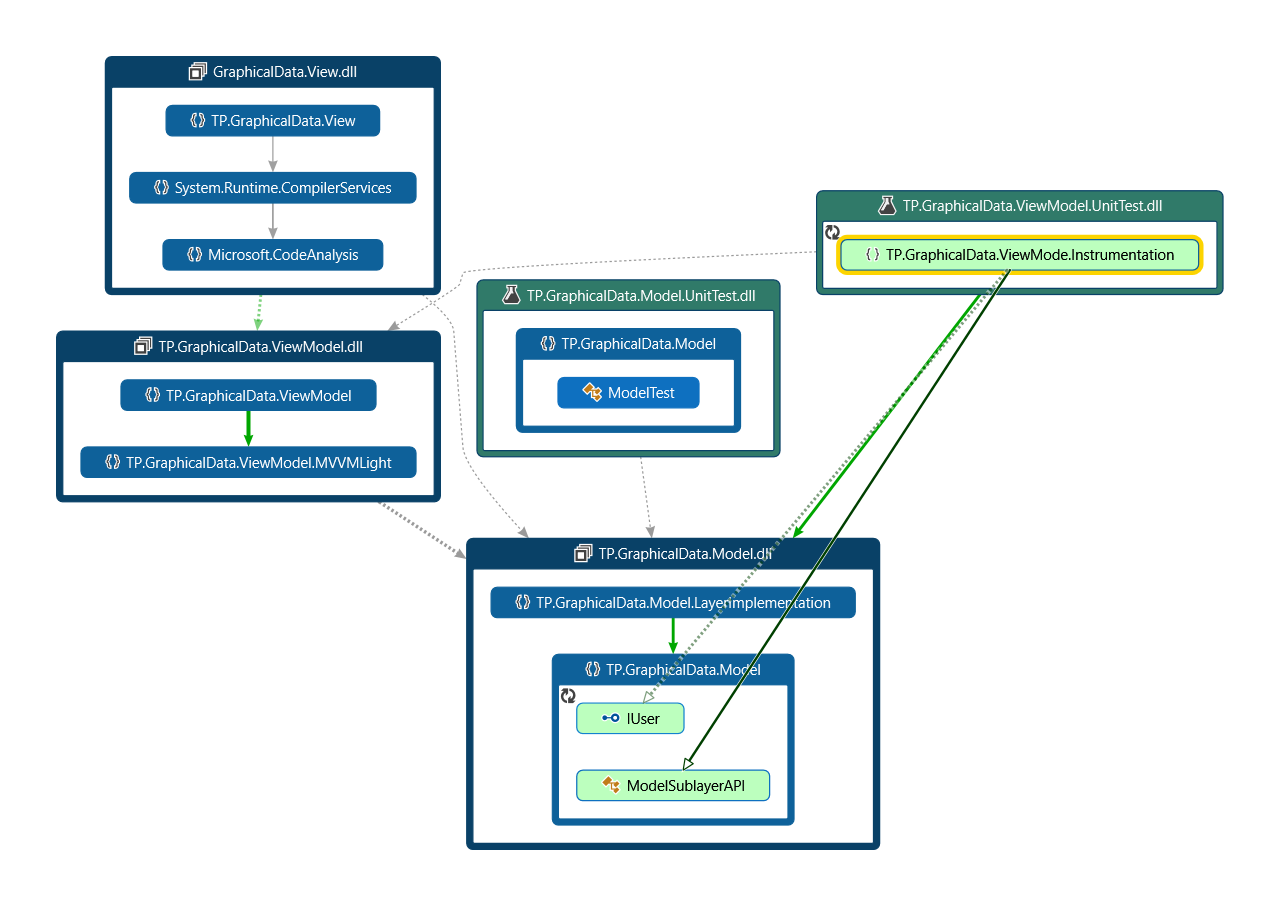 GraphicalData.View.dll
TP.GraphicalData.View
System.Runtime.CompilerServices
Microsoft.CodeAnalysis
TP.GraphicalData.ViewModel.UnitTest.dll
TP.GraphicalData.ViewMode.Instrumentation
TP.GraphicalData.Model.UnitTest.dll
TP.GraphicalData.Model
ModelTest
TP.GraphicalData.ViewModel.dll
TP.GraphicalData.ViewModel
TP.GraphicalData.ViewModel.MVVMLight
TP.GraphicalData.Model.dll
TP.GraphicalData.Model.LayerImplementation
TP.GraphicalData.Model
IUser
ModelSublayerAPI